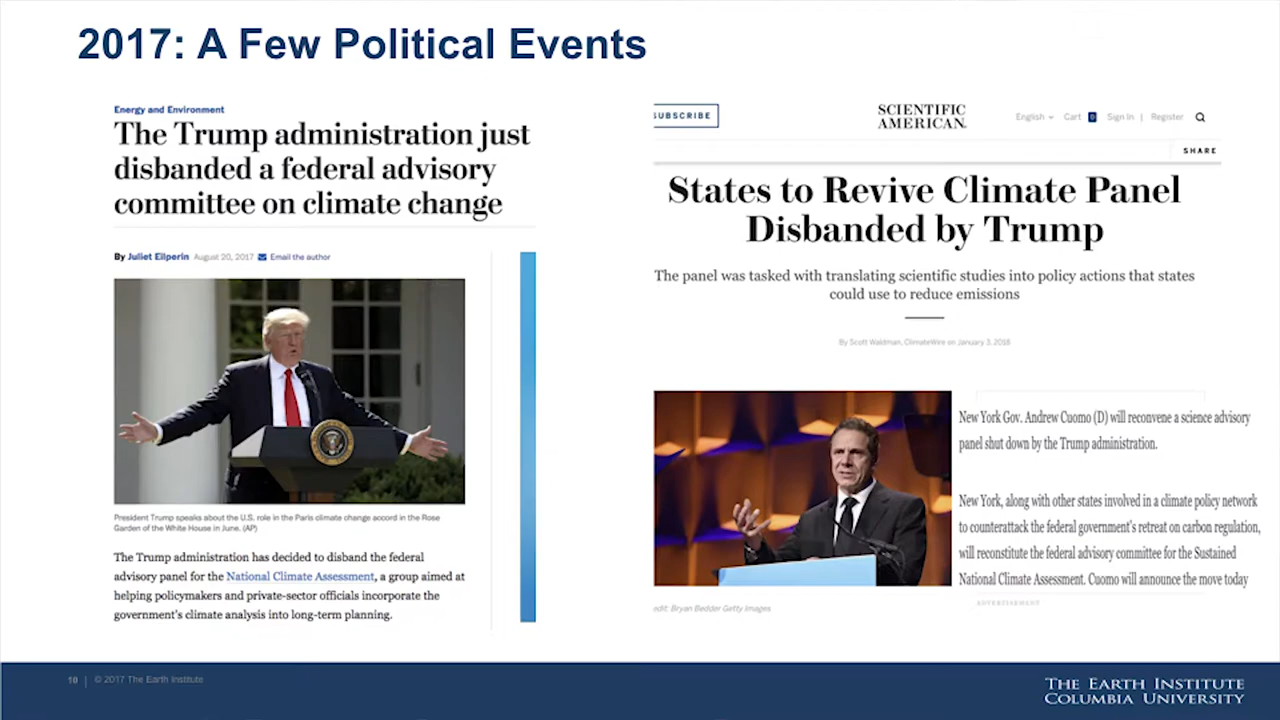 2017: A Few Political Events
Energy and Environment
The Trump administration just
disbanded a federal advisory
committee on climate change
By Juliet Eilperin August 20, 2017 Email the author
President Trump speaks about the U.S. role in the Paris climate change accord in the Rose
Garden of the White House in June. (AP)
The Trump administration has decided to disband the federal
advisory panel for the National Climate Assessment, a group aimed at
helping policymakers and private-sector officials incorporate the
government's climate analysis into long-term planning.
SUBSCRIBE
SCIENTIFIC
AMERICAN.
English Cart 0 Sign In | Register
SHARE
States to Revive Climate Panel
Disbanded by Trump
The panel was tasked with translating scientific studies into policy actions that states
could use to reduce emissions
By Scott Waldman, ClimateWire on January 3, 2018
New York Gov. Andrew Cuomo (D) will reconvene a science advisory
panel shut down by the Trump administration.
New York, along with other states involved in a climate policy network
to counterattack the federal government's retreat on carbon regulation,
will reconstitute the federal advisory committee for the Sustained
National Climate Assessment. Cuomo will announce the move today
ADVERTISEMENT
edit: Bryan Bedder Getty Images
18 | © 2017 The Earth Institute
THE EARTH INSTITUTE
COLUMBIA UNIVERSITY